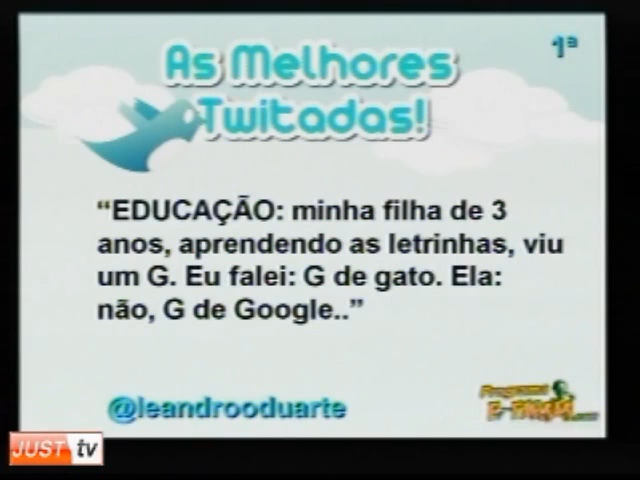 As Melhores
Twitadas!
1ª
“EDUCAÇÃO: minha filha de 3
anos, aprendendo as letrinhas, viu
um G. Eu falei: G de gato. Ela:
não, G de Google..”
@leandrooduarte
Programa
JUST tv